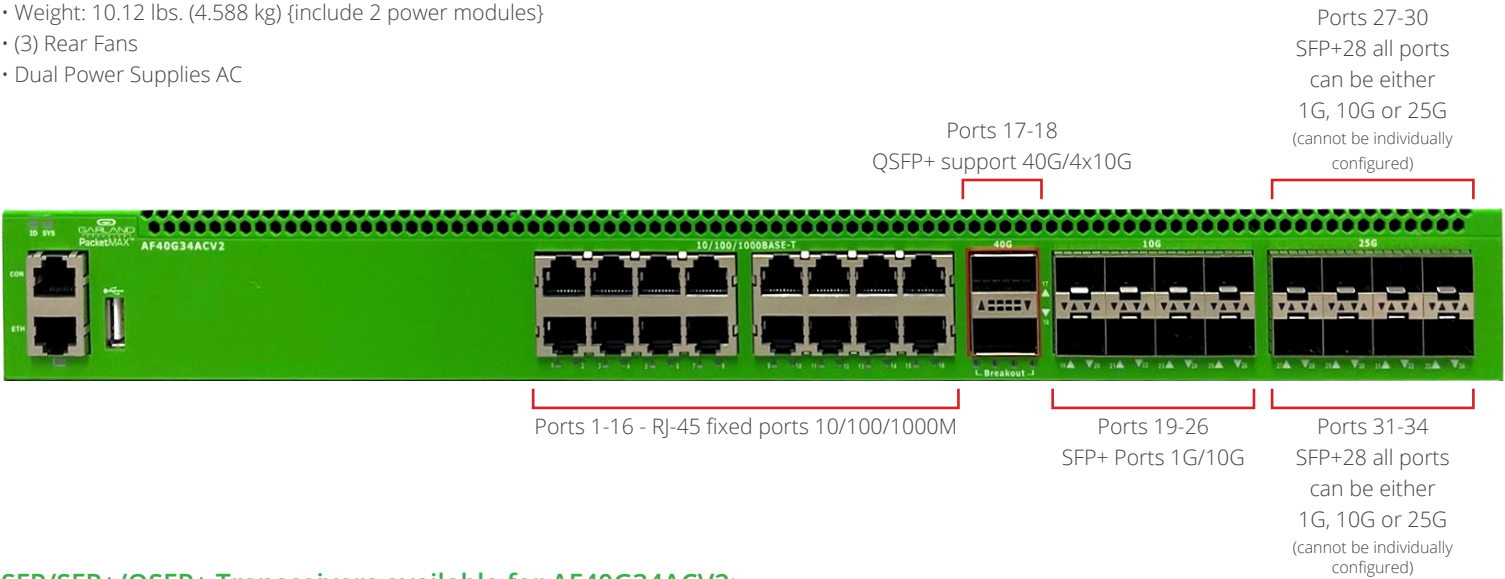 • Weight: 10.12 lbs. (4.588 kg) {include 2 power modules}
• (3) Rear Fans
• Dual Power Supplies AC
Ports 27-30
SFP+28 all ports
can be either
1G, 10G or 25G
(cannot be individually
configured)
Ports 17-18
QSFP+ support 40G/4x10G
ID SYS
GARLAND
PacketMAX™
AF40G34ACV2
10/100/1000BASE-T
40G
10G
25G
CON
ETH
17
18
Breakout
Ports 1-16 - RJ-45 fixed ports 10/100/1000M
Ports 19-26
SFP+ Ports 1G/10G
Ports 31-34
SFP+28 all ports
can be either
1G, 10G or 25G
(cannot be individually
configured)